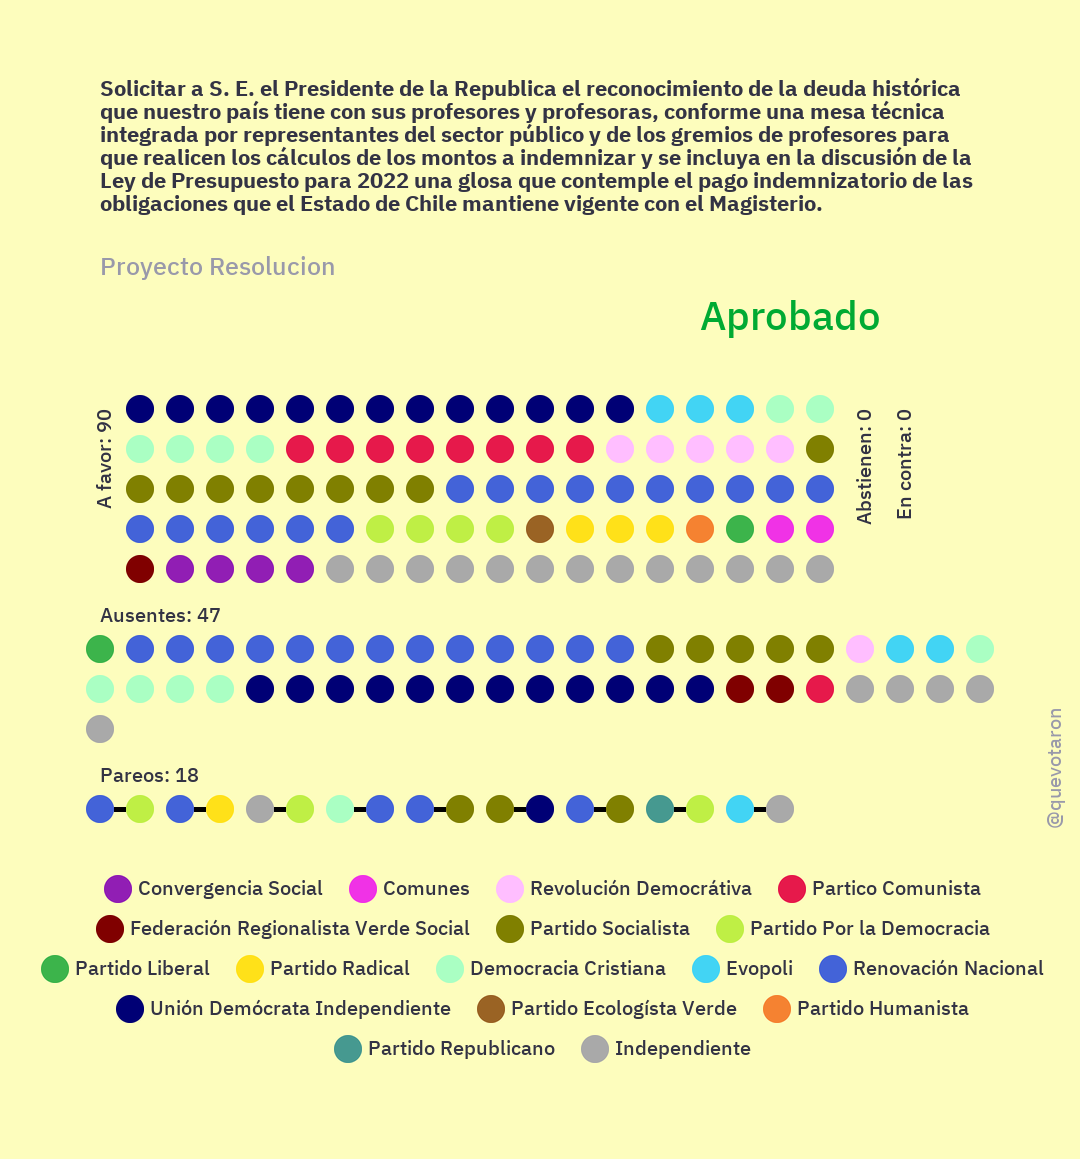 Solicitar a S. E. el Presidente de la Republica el reconocimiento de la deuda histórica
que nuestro país tiene con sus profesores y profesoras, conforme una mesa técnica
integrada por representantes del sector público y de los gremios de profesores para
que realicen los cálculos de los montos a indemnizar y se incluya en la discusión de la
Ley de Presupuesto para 2022 una glosa que contemple el pago indemnizatorio de las
obligaciones que el Estado de Chile mantiene vigente con el Magisterio.
Proyecto Resolucion
Aprobado
A favor: 90
Abstienen: 0
En contra: 0
Ausentes: 47
Pareos: 18
@quevotaron
Convergencia Social
Comunes
Revolución Democrátiva
Partico Comunista
Federación Regionalista Verde Social
Partido Socialista
Partido Por la Democracia
Partido Liberal
Partido Radical
Democracia Cristiana
Evopoli
Renovación Nacional
Unión Demócrata Independiente
Partido Ecologísta Verde
Partido Humanista
Partido Republicano
Independiente